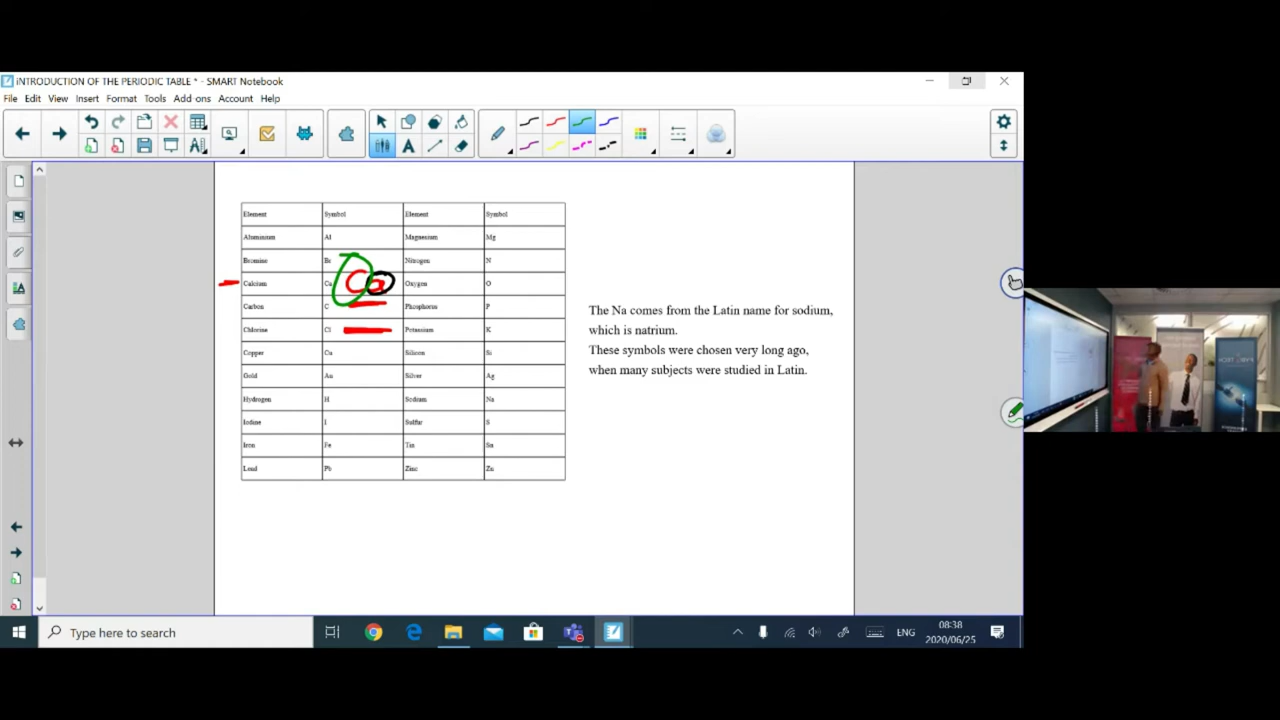 iNTRODUCTION OF THE PERIODIC TABLE * - SMART Notebook
File Edit View Insert Format Tools Add-ons Account Help
Element Symbol Element Symbol
Aluminium Al Magnesium Mg
Bromine Br Nitrogen N
Calcium Ca Ca Oxygen O
Carbon C Phosphorus P
Chlorine Cl Potassium K
Copper Cu Silicon Si
Gold Au Silver Ag
Hydrogen H Sodium Na
Iodine I Sulfur S
Iron Fe Tin Sn
Lead Pb Zinc Zn
The Na comes from the Latin name for sodium,
which is natrium.
These symbols were chosen very long ago,
when many subjects were studied in Latin.
Type here to search
ENG
08:38
2020/06/25